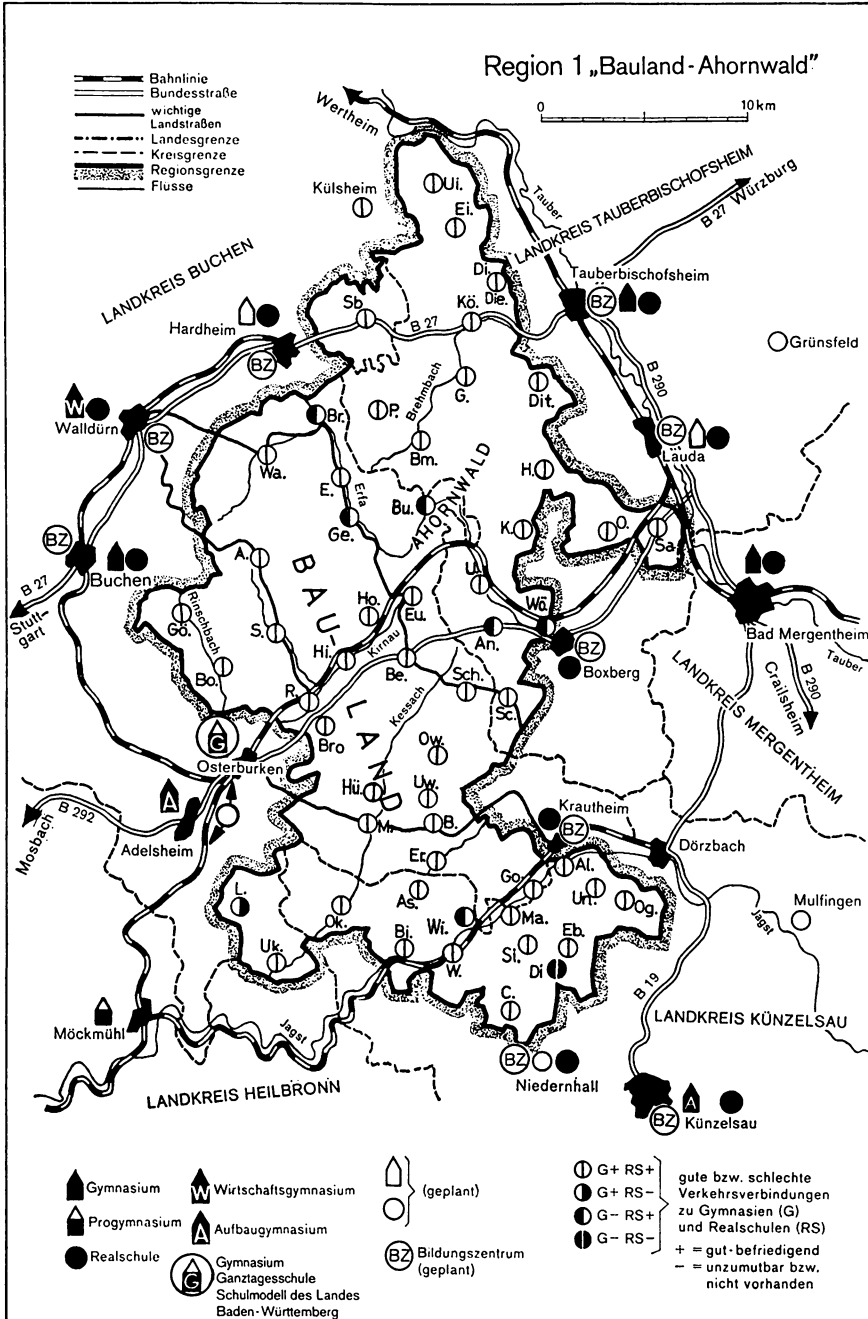 Region 1 „Bauland-Ahornwald”
0 10 km
Bahnlinie
Bundesstraße
wichtige
Landstraßen
Landesgrenze
Kreisgrenze
Regionsgrenze
Flüsse
Wertheim
Külsheim
Ui.
Ei.
Tauber
LANDKREIS TAUBERBISCHOFSHEIM
B 27 Würzburg
LANDKREIS BUCHEN
Di.
Die.
Tauberbischofsheim
BZ
Hardheim
BZ
Sb.
B 27
Kö.
B 290
Grünsfeld
W
Walldürn
BZ
Br.
P.
Brehmbach
G.
Dit.
BZ
Lauda
Wa.
Bm.
E.
Erfa
AHORNWALD
H.
Bu.
Ge.
K.
O.
Sa.
BZ
Buchen
B 27
Stutt-
gart
A.
BAU-
LAND
U.
Bad Mergentheim
Gö.
Rinschbach
S.
Ho.
Eu.
Wö.
An.
Kirnau
Hi.
Be.
BZ
Boxberg
Tauber
B 290
Crailsheim
LANDKREIS MERGENTHEIM
Bo.
R.
Sch.
Sc.
Kessach
G
Bro
Osterburken
Ow.
Hü.
Uw.
A
B 292
Mosbach
Adelsheim
M.
B.
Krautheim
BZ
Dörzbach
Er.
Al.
Go.
L.
As.
Ok.
Wi.
Ma.
Un.
Og.
Mulfingen
Jagst
Uk.
Bi.
W.
Si.
Eb.
Di
C.
B 19
Möckmühl
Jagst
LANDKREIS KÜNZELSAU
BZ
Niedernhall
LANDKREIS HEILBRONN
A
BZ
Künzelsau
Gymnasium
Progymnasium
Realschule
W Wirtschaftsgymnasium
A Aufbaugymnasium
G Gymnasium
Ganztagesschule
Schulmodell des Landes
Baden-Württemberg
(geplant)
BZ Bildungszentrum
(geplant)
G+ RS+
G+ RS−
G− RS+
G− RS−
gute bzw. schlechte
Verkehrsverbindungen
zu Gymnasien (G)
und Realschulen (RS)
+ = gut-befriedigend
− = unzumutbar bzw.
nicht vorhanden